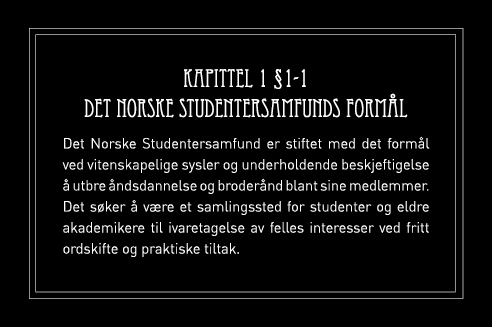 KAPITTEL 1 §1-1
DET NORSKE STUDENTERSAMFUNDS FORMÅL
Det Norske Studentersamfund er stiftet med det formål
ved vitenskapelige sysler og underholdende beskjeftigelse
å utbre åndsdannelse og broderånd blant sine medlemmer.
Det søker å være et samlingssted for studenter og eldre
akademikere til ivaretagelse av felles interesser ved fritt
ordskifte og praktiske tiltak.